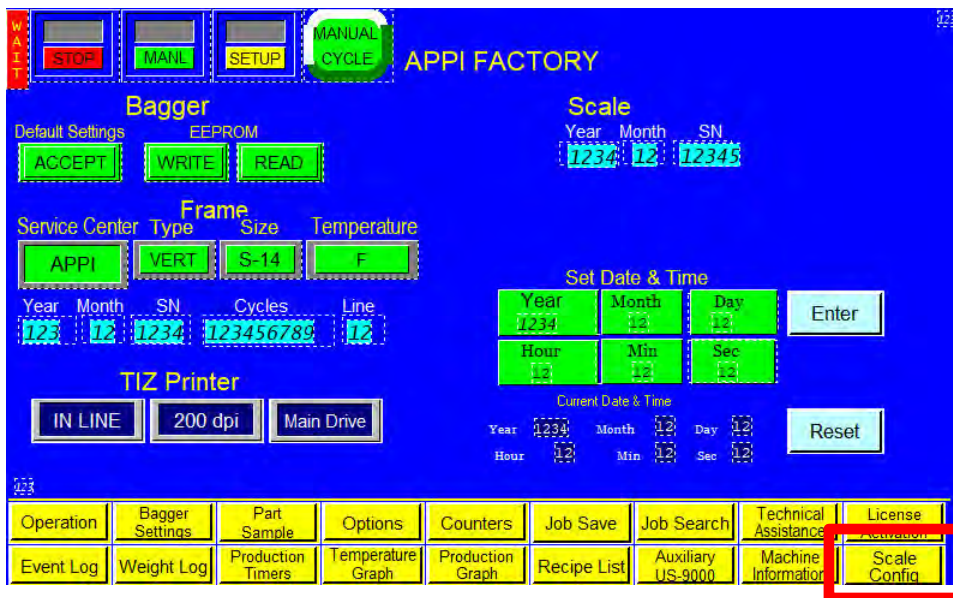 WAIT
STOP MANL SETUP MANUAL CYCLE APPI FACTORY 123
Bagger Scale
Default Settings EEPROM Year Month SN
ACCEPT WRITE READ 1234 12 12345
Frame
Service Center Type Size Temperature
APPI VERT S-14 F
Set Date & Time
Year Month SN Cycles Line Year Month Day
123 12 1234 123456789 12 1234 12 12 Enter
Hour Min Sec
12 12 12
TIZ Printer
Current Date & Time
IN LINE 200 dpi Main Drive Year 1234 Month 12 Day 12 Reset
Hour 12 Min 12 Sec 12
123
Operation Bagger Settings Part Sample Options Counters Job Save Job Search Technical Assistance License Activation
Event Log Weight Log Production Timers Temperature Graph Production Graph Recipe List Auxiliary US-9000 Machine Information Scale Config